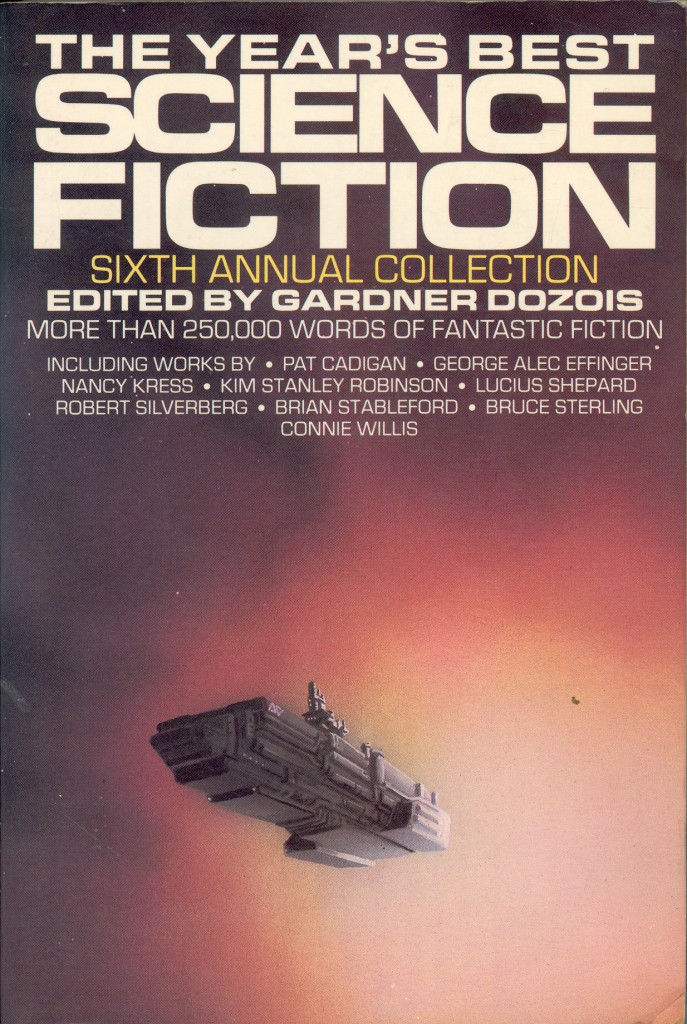 THE YEAR'S BEST
SCIENCE
FICTION
SIXTH ANNUAL COLLECTION
EDITED BY GARDNER DOZOIS
MORE THAN 250,000 WORDS OF FANTASTIC FICTION
INCLUDING WORKS BY • PAT CADIGAN • GEORGE ALEC EFFINGER
NANCY KRESS • KIM STANLEY ROBINSON • LUCIUS SHEPARD
ROBERT SILVERBERG • BRIAN STABLEFORD • BRUCE STERLING
CONNIE WILLIS